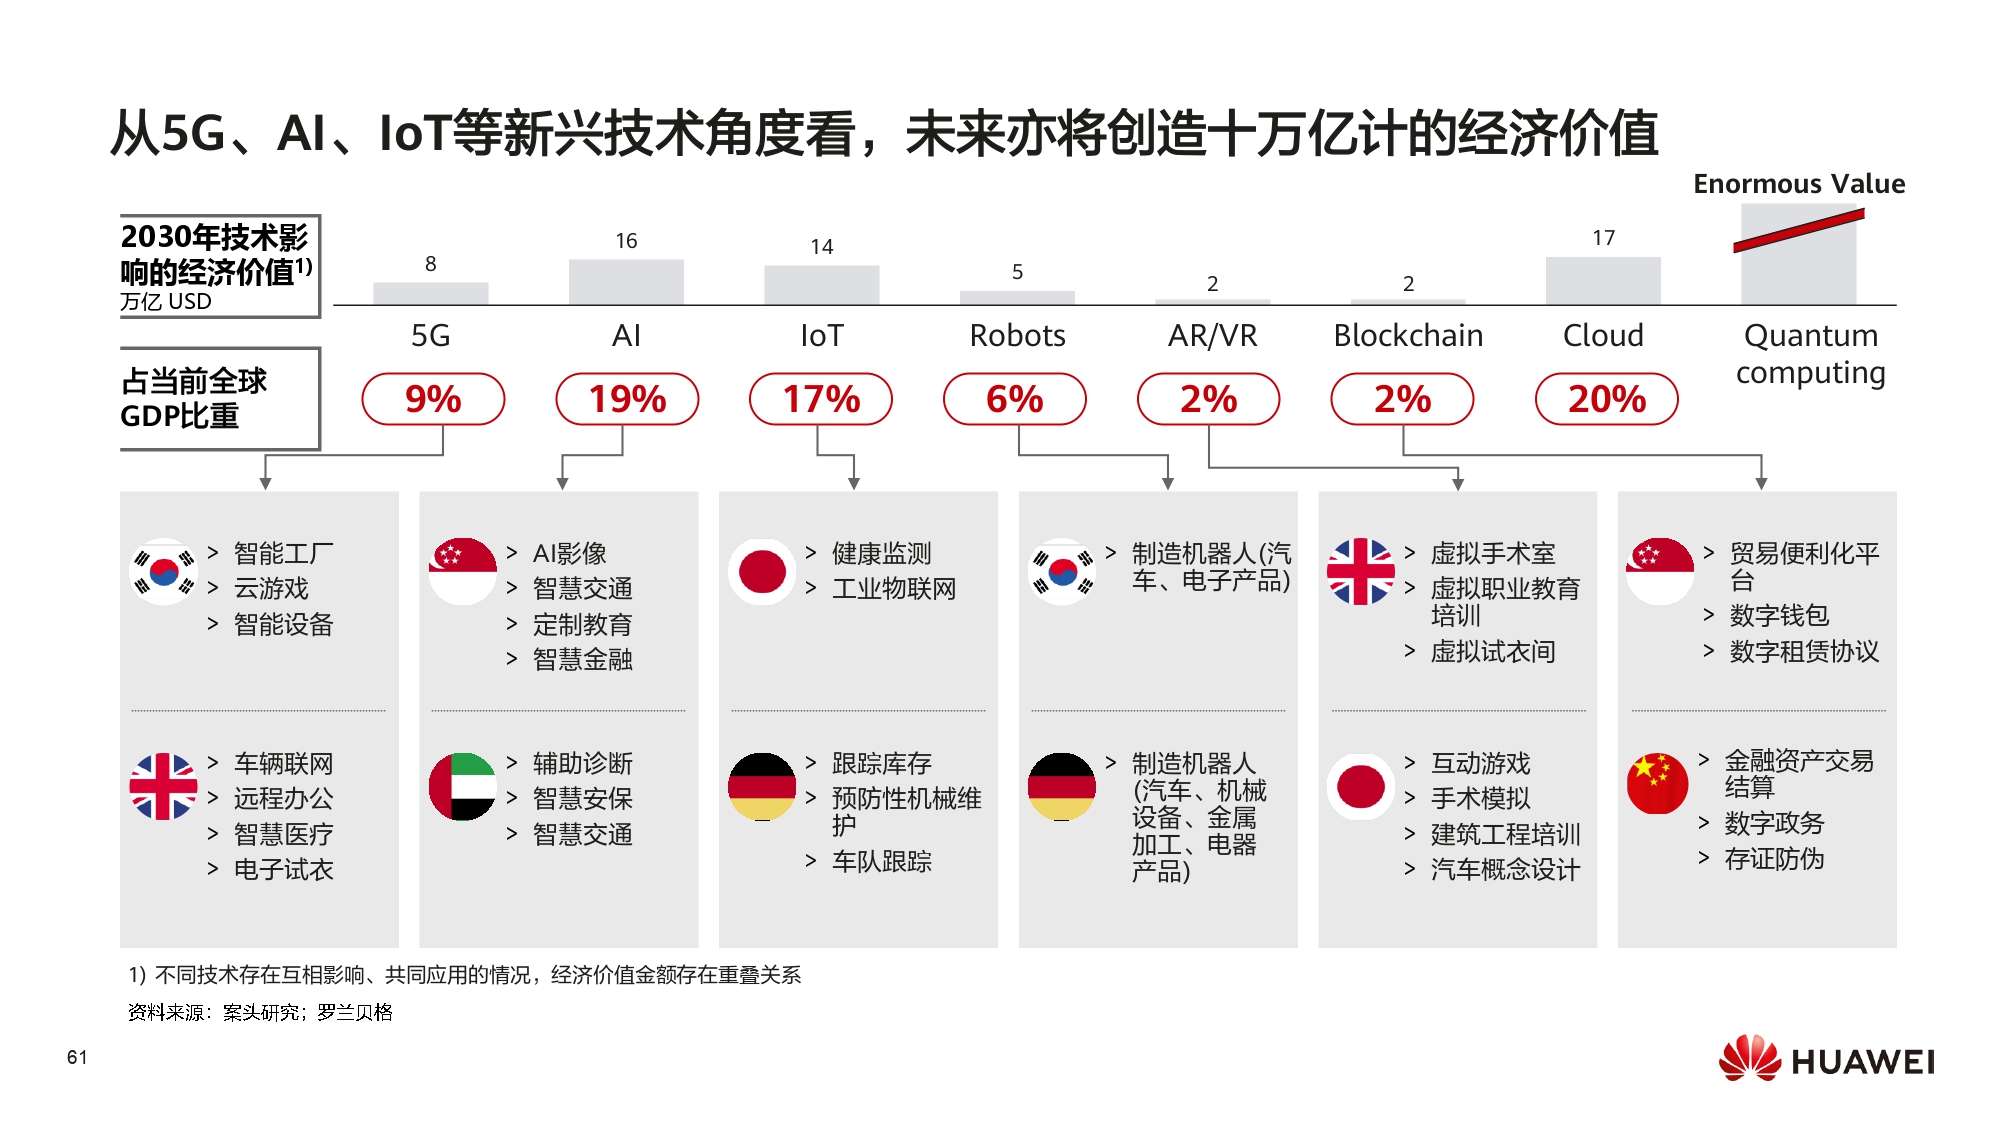 从5G、AI、IoT等新兴技术角度看，未来亦将创造十万亿计的经济价值
Enormous Value
2030年技术影
响的经济价值1)
万亿 USD
8
16
14
5
2
2
17
5G
AI
IoT
Robots
AR/VR
Blockchain
Cloud
Quantum
computing
占当前全球
GDP比重
9%
19%
17%
6%
2%
2%
20%
> 智能工厂
> 云游戏
> 智能设备
> AI影像
> 智慧交通
> 定制教育
> 智慧金融
> 健康监测
> 工业物联网
> 制造机器人(汽
车、电子产品)
> 虚拟手术室
> 虚拟职业教育
培训
> 虚拟试衣间
> 贸易便利化平
台
> 数字钱包
> 数字租赁协议
> 车辆联网
> 远程办公
> 智慧医疗
> 电子试衣
> 辅助诊断
> 智慧安保
> 智慧交通
> 跟踪库存
> 预防性机械维
护
> 车队跟踪
> 制造机器人
(汽车、机械
设备、金属
加工、电器
产品)
> 互动游戏
> 手术模拟
> 建筑工程培训
> 汽车概念设计
> 金融资产交易
结算
> 数字政务
> 存证防伪
1) 不同技术存在互相影响、共同应用的情况，经济价值金额存在重叠关系
资料来源：案头研究；罗兰贝格
61
HUAWEI